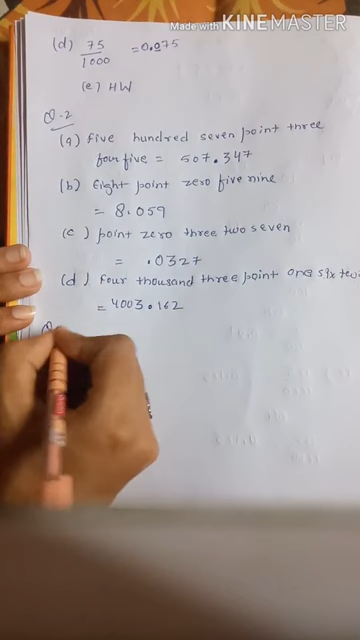 Made with KINEMASTER
(d) 75/1000 = 0.075
(e) HW
Q-2
(a) five hundred seven point three
four five = 507.347
(b) Eight point zero five nine
= 8.059
(c) point zero three two seven
= .0327
(d) four thousand three point one six two
= 4003.162
Q